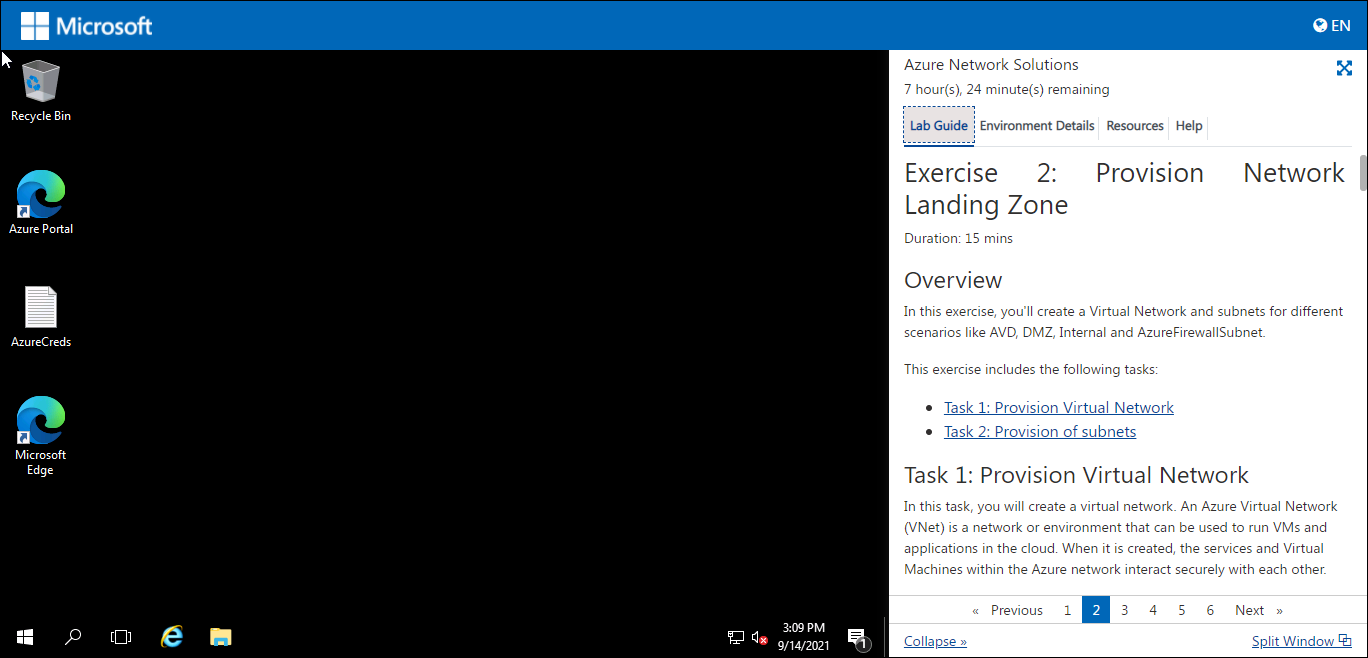 Microsoft
EN
Recycle Bin
Azure Portal
AzureCreds
Microsoft
Edge
3:09 PM
9/14/2021
1
Azure Network Solutions
7 hour(s), 24 minute(s) remaining
Lab Guide Environment Details Resources Help
Exercise 2: Provision Network
Landing Zone
Duration: 15 mins
Overview
In this exercise, you'll create a Virtual Network and subnets for different
scenarios like AVD, DMZ, Internal and AzureFirewallSubnet.
This exercise includes the following tasks:
• Task 1: Provision Virtual Network
• Task 2: Provision of subnets
Task 1: Provision Virtual Network
In this task, you will create a virtual network. An Azure Virtual Network
(VNet) is a network or environment that can be used to run VMs and
applications in the cloud. When it is created, the services and Virtual
Machines within the Azure network interact securely with each other.
« Previous 1 2 3 4 5 6 Next »
Collapse » Split Window